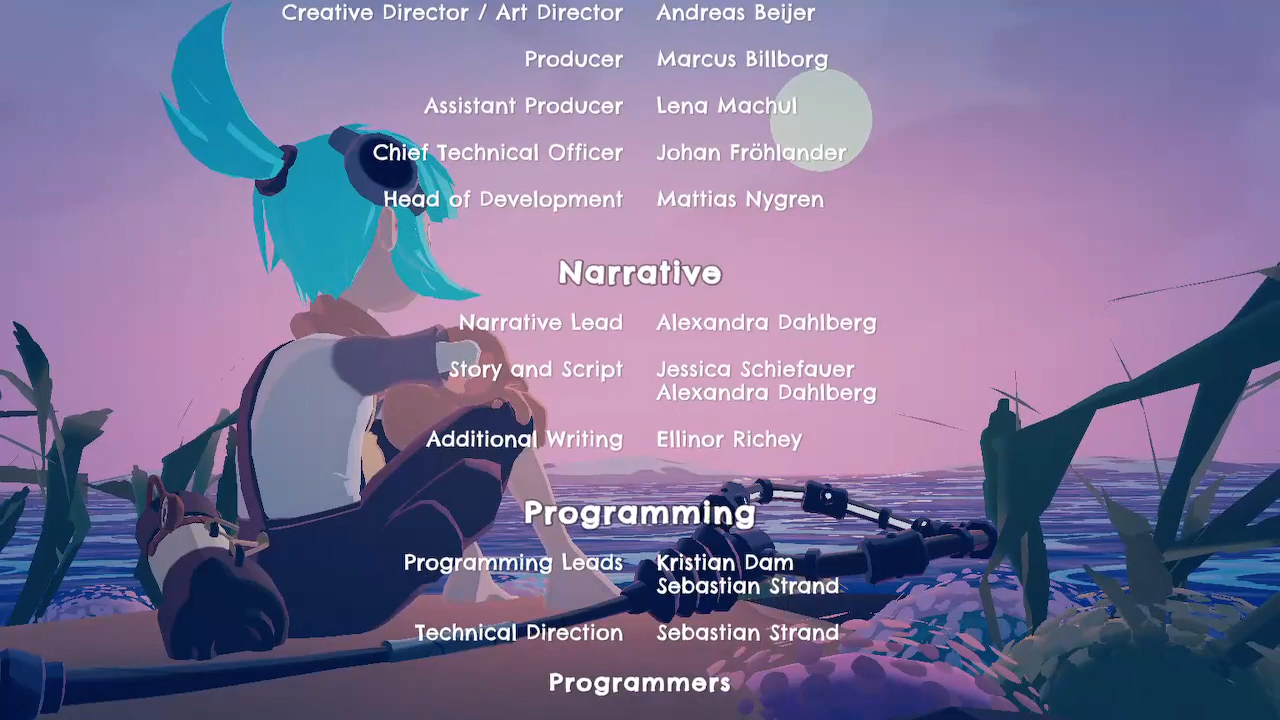 Creative Director / Art Director Andreas Beijer
Producer Marcus Billborg
Assistant Producer Lena Machul
Chief Technical Officer Johan Fröhlander
Head of Development Mattias Nygren
Narrative
Narrative Lead Alexandra Dahlberg
Story and Script Jessica Schiefauer
Alexandra Dahlberg
Additional Writing Ellinor Richey
Programming
Programming Leads Kristian Dam
Sebastian Strand
Technical Direction Sebastian Strand
Programmers